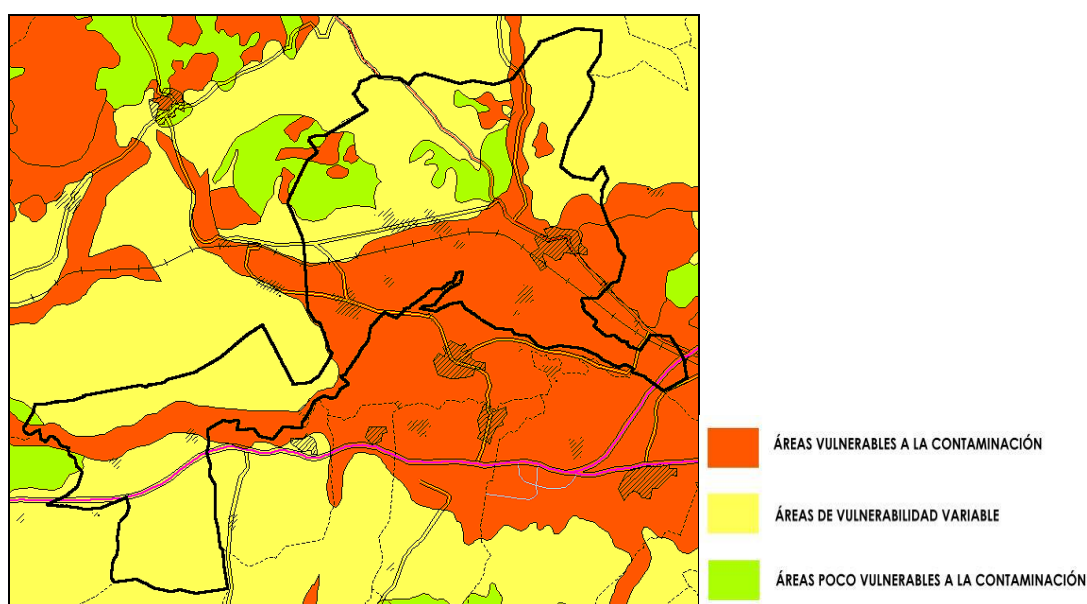 ÁREAS VULNERABLES A LA CONTAMINACIÓN
ÁREAS DE VULNERABILIDAD VARIABLE
ÁREAS POCO VULNERABLES A LA CONTAMINACIÓN